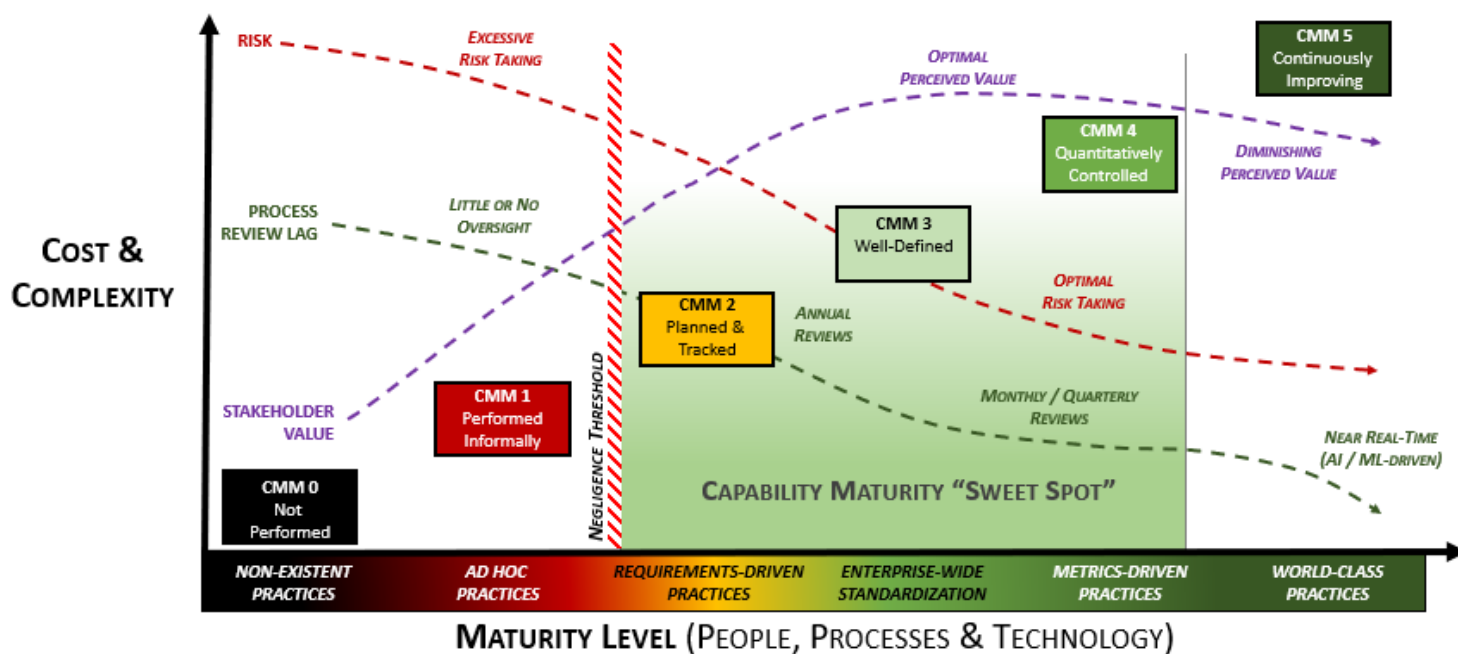 RISK
EXCESSIVE
RISK TAKING
OPTIMAL
PERCEIVED VALUE
CMM 5
Continuously
Improving
CMM 4
Quantitatively
Controlled
DIMINISHING
PERCEIVED VALUE
PROCESS
REVIEW LAG
LITTLE OR NO
OVERSIGHT
CMM 3
Well-Defined
COST &
COMPLEXITY
CMM 2
Planned &
Tracked
ANNUAL
REVIEWS
OPTIMAL
RISK TAKING
STAKEHOLDER
VALUE
CMM 1
Performed
Informally
NEGLIGENCE THRESHOLD
MONTHLY / QUARTERLY
REVIEWS
NEAR REAL-TIME
(AI / ML-DRIVEN)
CMM 0
Not
Performed
CAPABILITY MATURITY “SWEET SPOT”
NON-EXISTENT
PRACTICES
AD HOC
PRACTICES
REQUIREMENTS-DRIVEN
PRACTICES
ENTERPRISE-WIDE
STANDARDIZATION
METRICS-DRIVEN
PRACTICES
WORLD-CLASS
PRACTICES
MATURITY LEVEL (PEOPLE, PROCESSES & TECHNOLOGY)